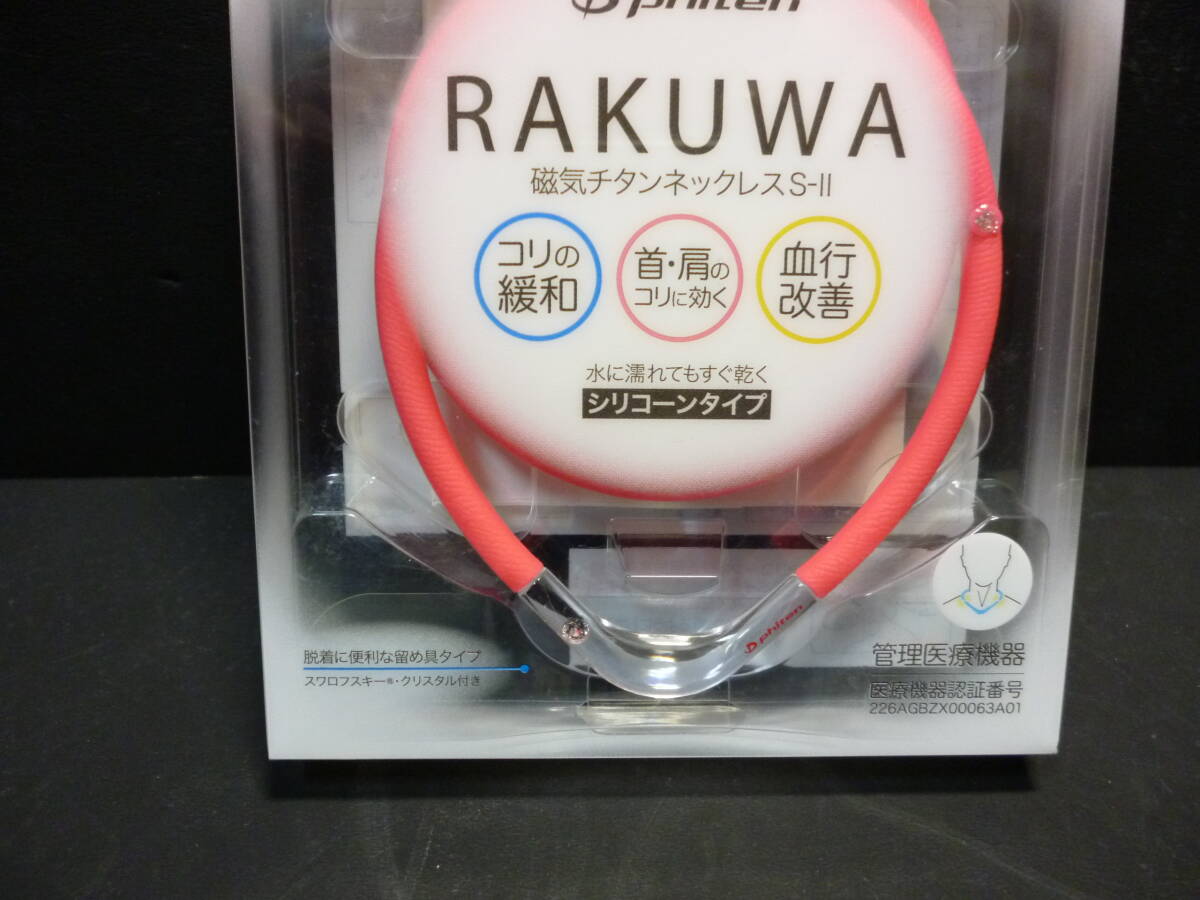 phiten
RAKUWA
磁気チタンネックレスS-II
コリの
緩和
首・肩の
コリに効く
血行
改善
水に濡れてもすぐ乾く
シリコーンタイプ
phiten
脱着に便利な留め具タイプ
スワロフスキー®・クリスタル付き
管理医療機器
医療機器認証番号
226AGBZX00063A01